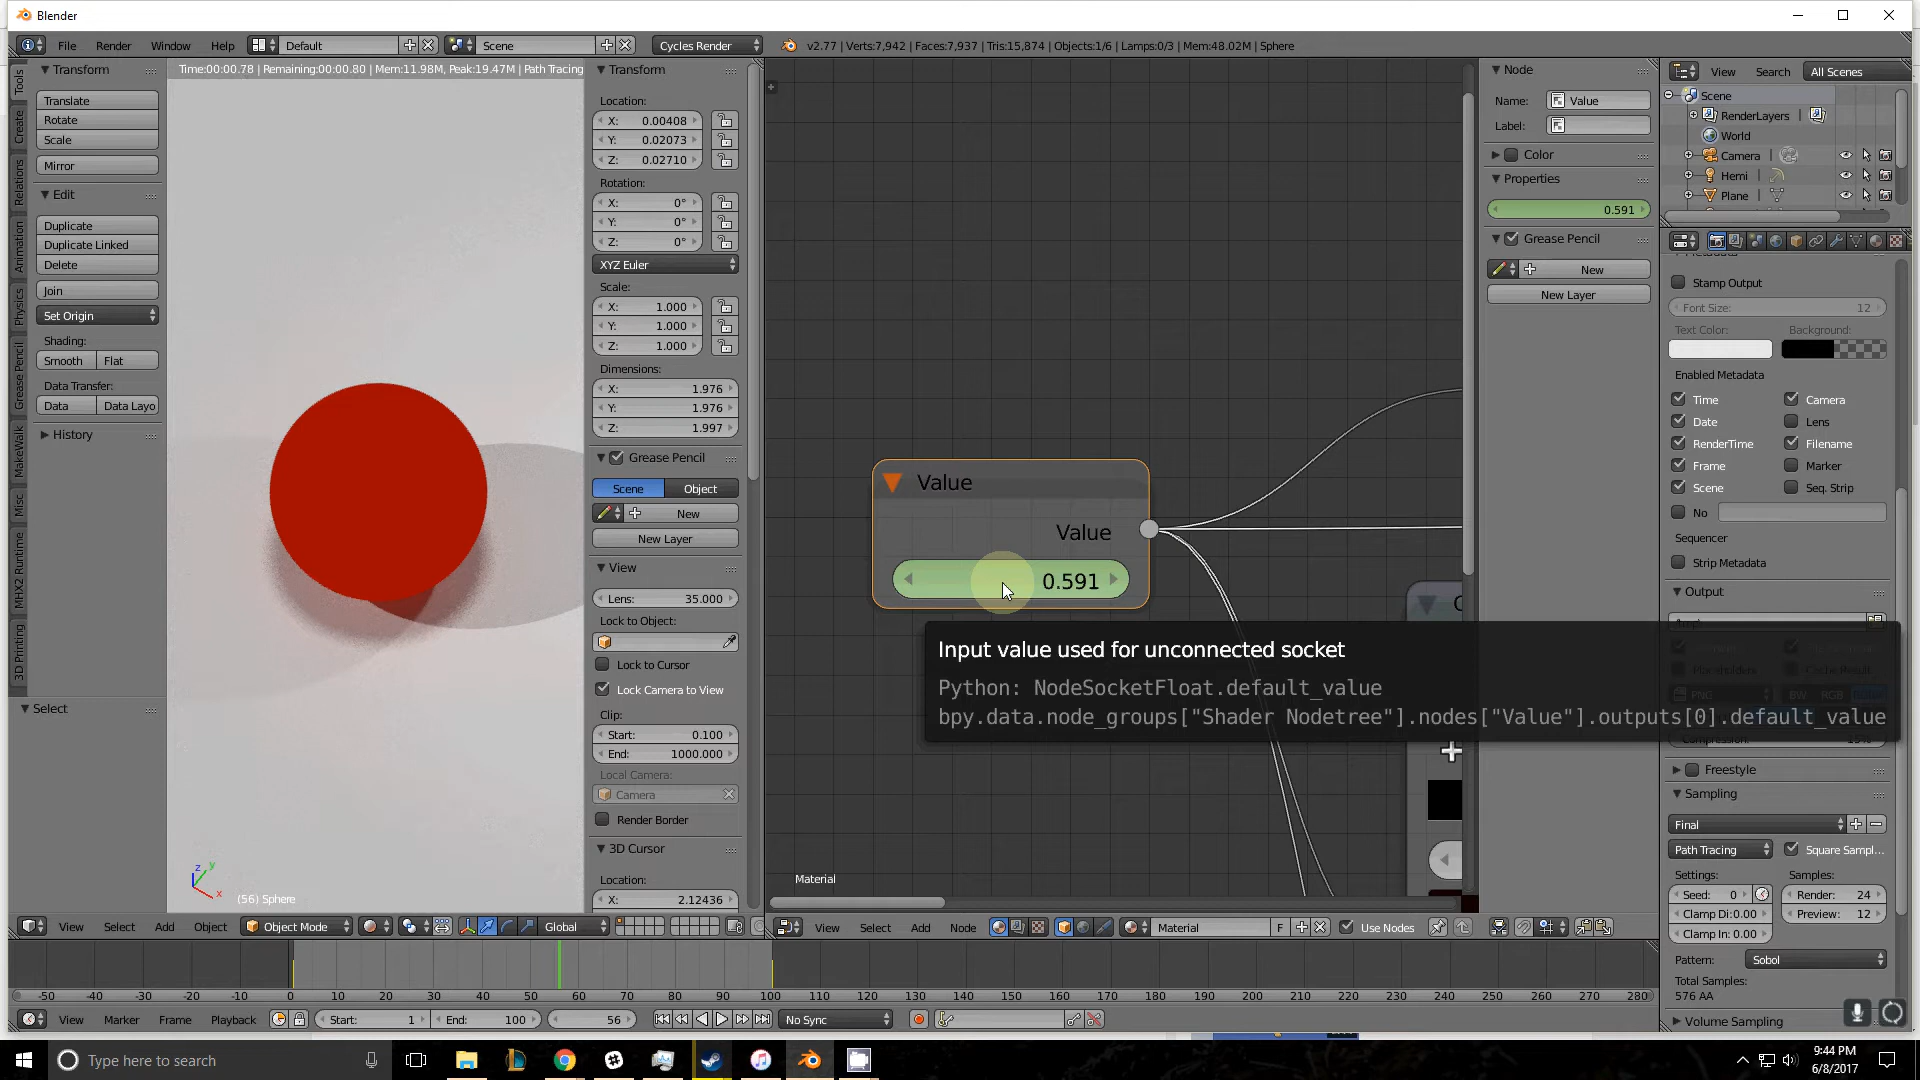 Blender
File Render Window Help Default Scene Cycles Render v2.77 | Verts:7,942 | Faces:7,937 | Tris:15,874 | Objects:1/6 | Lamps:0/3 | Mem:48.02M | Sphere
Tools
Create
Relations
Animation
Physics
Grease Pencil
MakeWalk
Misc
MHX2 Runtime
3D Printing
Transform
Translate
Rotate
Scale
Mirror
Edit
Duplicate
Duplicate Linked
Delete
Join
Set Origin
Shading:
Smooth Flat
Data Transfer:
Data Data Layo
History
Select
Time:00:00.78 | Remaining:00:00.80 | Mem:11.98M, Peak:19.47M | Path Tracing
z y
x
(56) Sphere
Transform
Location:
X: 0.00408
Y: 0.02073
Z: 0.02710
Rotation:
X: 0°
Y: 0°
Z: 0°
XYZ Euler
Scale:
X: 1.000
Y: 1.000
Z: 1.000
Dimensions:
X: 1.976
Y: 1.976
Z: 1.997
Grease Pencil
Scene Object
New
New Layer
View
Lens: 35.000
Lock to Object:
Lock to Cursor
Lock Camera to View
Clip:
Start: 0.100
End: 1000.000
Local Camera:
Camera
Render Border
3D Cursor
Location:
X: 2.12436
Value
Value
0.591
Input value used for unconnected socket
Python: NodeSocketFloat.default_value
bpy.data.node_groups["Shader Nodetree"].nodes["Value"].outputs[0].default_value
Material
Node
Name: Value
Label:
Color
Properties
0.591
Grease Pencil
New
New Layer
View Search All Scenes
Scene
RenderLayers |
World
Camera |
Hemi |
Plane |
Stamp Output
Font Size: 12
Text Color: Background:
Enabled Metadata
Time Camera
Date Lens
RenderTime Filename
Frame Marker
Scene Seq. Strip
No
Sequencer
Strip Metadata
Output
Freestyle
Sampling
Final
Path Tracing Square Sampl...
Settings: Samples:
Seed: 0 Render: 24
Clamp Di:0.00 Preview: 12
Clamp In: 0.00
Pattern: Sobol
Total Samples:
576 AA
Volume Sampling
View Select Add Object Object Mode Global
View Select Add Node Material F Use Nodes
-50 -40 -30 -20 -10 0 10 20 30 40 50 60 70 80 90 100 110 120 130 140 150 160 170 180 190 200 210 220 230 240 250 260 270 280
View Marker Frame Playback Start: 1 End: 100 56 No Sync
Type here to search
9:44 PM
6/8/2017